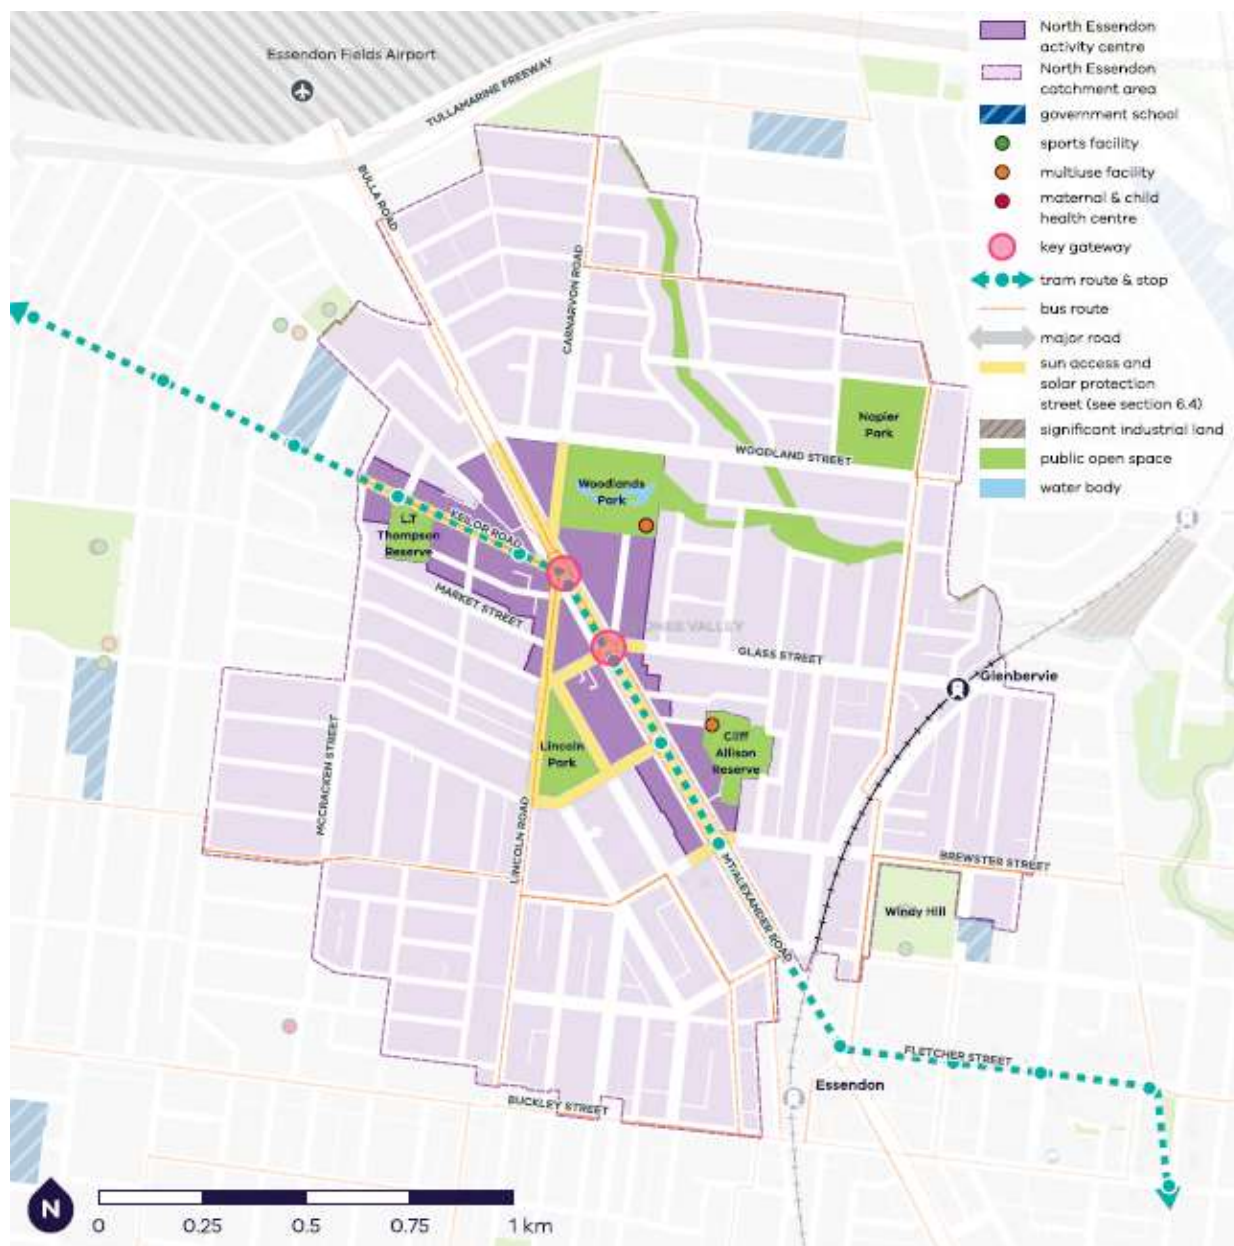 Essendon Fields Airport
TULLAMARINE FREEWAY
BULLA ROAD
CARNARVON ROAD
North Essendon
activity centre
North Essendon
catchment area
government school
sports facility
multiuse facility
maternal & child
health centre
key gateway
tram route & stop
bus route
major road
sun access and
solar protection
street (see section 6.4)
significant industrial land
public open space
water body
Napier
Park
WOODLAND STREET
Woodlands
Park
KEILOR ROAD
L.T
Thompson
Reserve
MARKET STREET
VALLEY
GLASS STREET
Glenbervie
MCCRACKEN STREET
Lincoln
Park
Cliff
Allison
Reserve
LINCOLN ROAD
MT ALEXANDER ROAD
BREWSTER STREET
Windy Hill
FLETCHER STREET
Essendon
BUCKLEY STREET
N
0 0.25 0.5 0.75 1 km